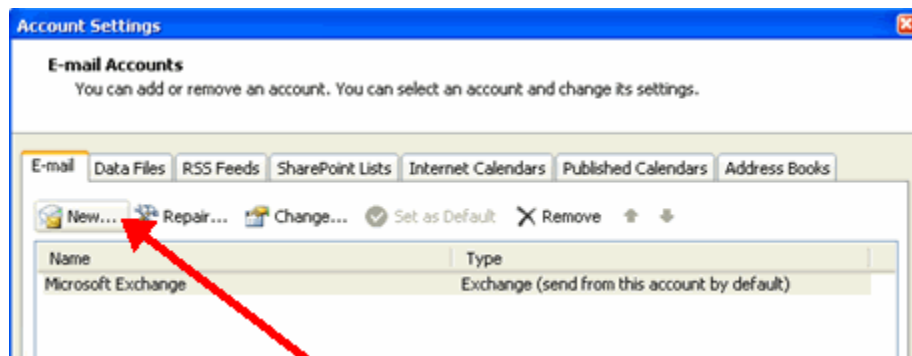 Account Settings
E-mail Accounts
You can add or remove an account. You can select an account and change its settings.
E-mail Data Files RSS Feeds SharePoint Lists Internet Calendars Published Calendars Address Books
New... Repair... Change... Set as Default Remove
Name Type
Microsoft Exchange Exchange (send from this account by default)